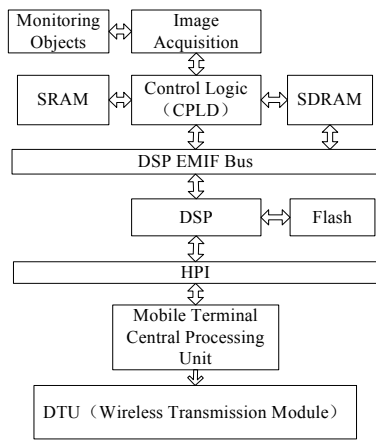 Monitoring
Objects
Image
Acquisition
SRAM
Control Logic
（CPLD）
SDRAM
DSP EMIF Bus
DSP
Flash
HPI
Mobile Terminal
Central Processing
Unit
DTU（Wireless Transmission Module）